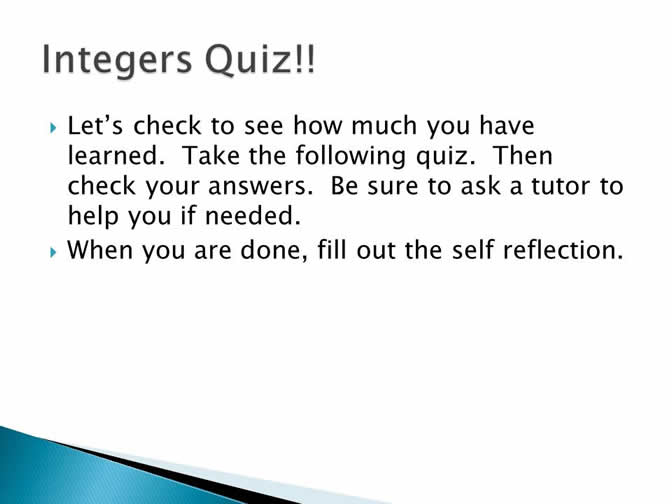 Integers Quiz!!
Let's check to see how much you have
learned.  Take the following quiz.  Then
check your answers.  Be sure to ask a tutor to
help you if needed.
When you are done, fill out the self reflection.